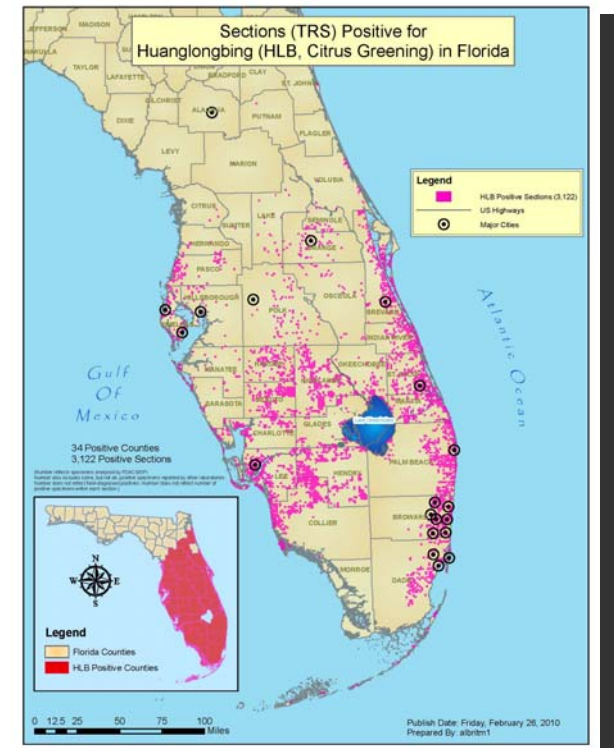 Sections (TRS) Positive for
Huanglongbing (HLB, Citrus Greening) in Florida
JEFFERSON
MADISON
TAYLOR
LAFAYETTE
BRADFORD
CLAY
ST. JOHNS
GILCHRIST
DIXIE
PUTNAM
FLAGLER
LEVY
MARION
VOLUSIA
CITRUS
LAKE
SUMTER
SEMINOLE
ORANGE
HERNANDO
PASCO
HILLSBOROUGH
POLK
OSCEOLA
BREVARD
INDIAN RIVER
MANATEE
OKEECHOBEE
SARASOTA
CHARLOTTE
GLADES
MARTIN
LEE
HENDRY
PALM BEACH
COLLIER
BROWARD
MONROE
DADE
Legend
HLB Positive Sections (3,122)
US Highways
Major Cities
Atlantic Ocean
Gulf
Of
Mexico
34 Positive Counties
3,122 Positive Sections
N
W E
S
Legend
Florida Counties
HLB Positive Counties
0 12.5 25 50 75 100
Miles
Publish Date: Friday, February 26, 2010
Prepared By: albritm1